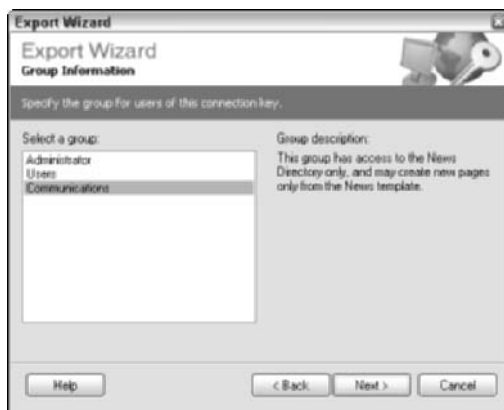 Export Wizard
Export Wizard
Group Information
Specify the group for users of this connection key.
Select a group:
Administrator
Users
Communications
Group description:
This group has access to the News
Directory only, and may create new pages
only from the News template.
Help
< Back
Next >
Cancel